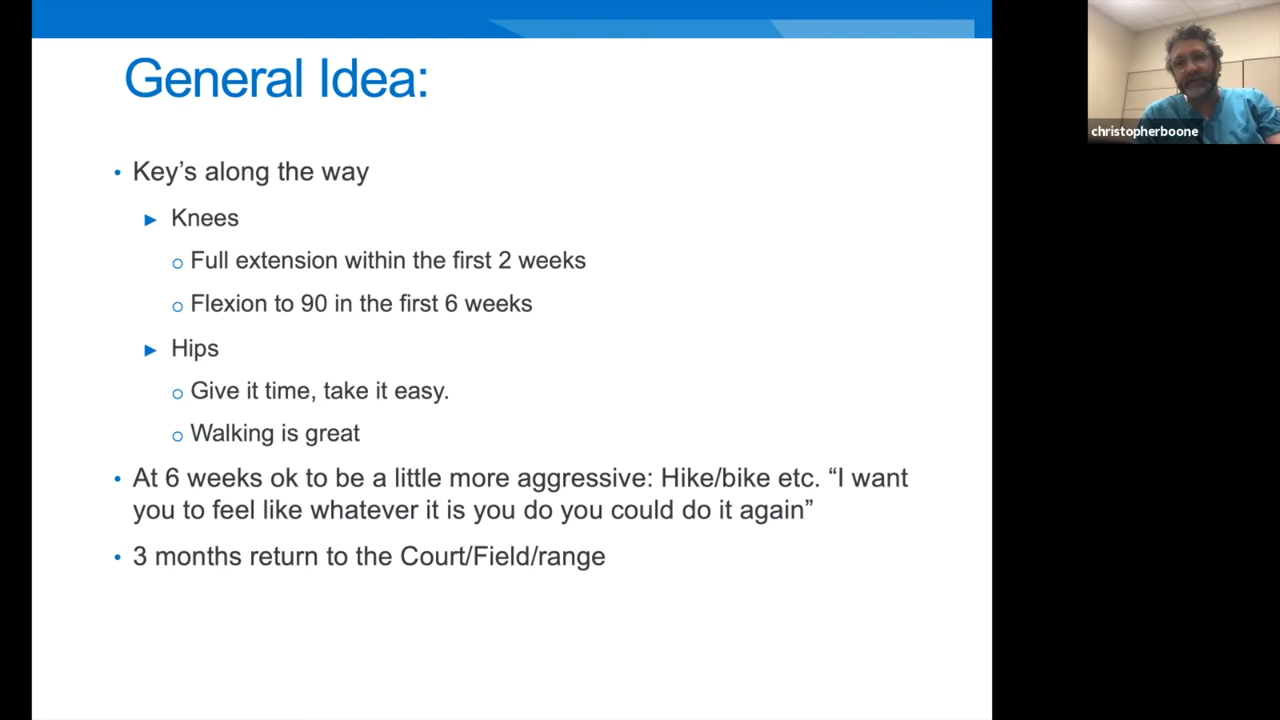 General Idea:
christopherboone
• Key’s along the way
► Knees
o Full extension within the first 2 weeks
o Flexion to 90 in the first 6 weeks
► Hips
o Give it time, take it easy.
o Walking is great
• At 6 weeks ok to be a little more aggressive: Hike/bike etc. “I want
you to feel like whatever it is you do you could do it again”
• 3 months return to the Court/Field/range